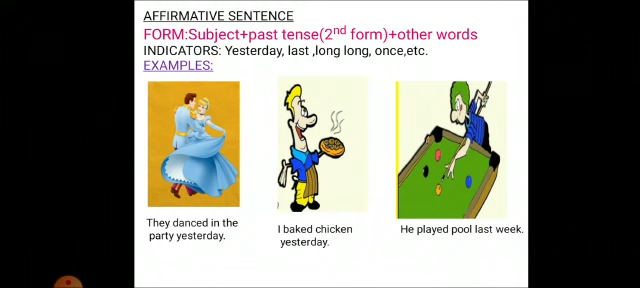 AFFIRMATIVE SENTENCE
FORM:Subject+past tense(2nd form)+other words
INDICATORS: Yesterday, last ,long long, once,etc.
EXAMPLES:
They danced in the
party yesterday.
I baked chicken
yesterday.
He played pool last week.